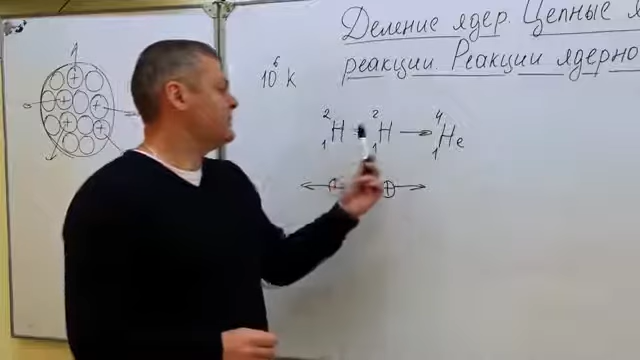 Деление ядер. Цепные я
реакции. Реакции ядерно
10⁶ k
²₁H + ²₁H → ⁴₁He